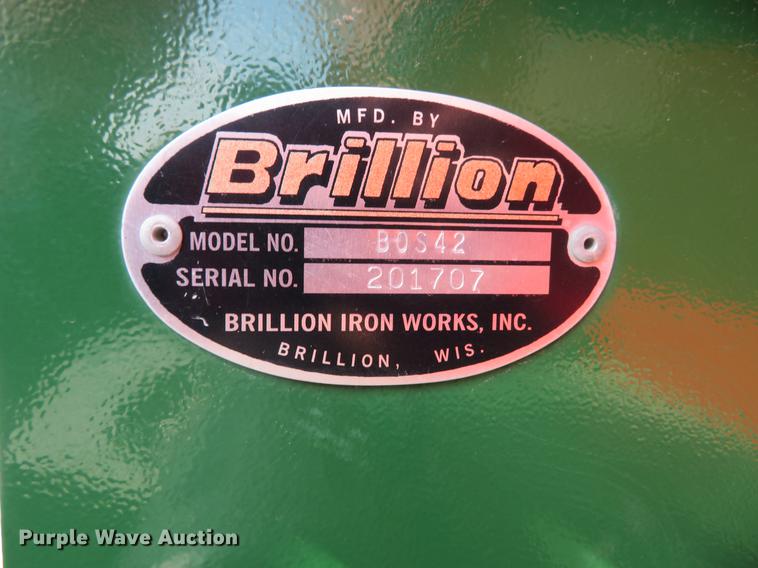 MFD. BY
Brillion
MODEL NO. BOS42
SERIAL NO. 201707
BRILLION IRON WORKS, INC.
BRILLION, WIS.
Purple Wave Auction